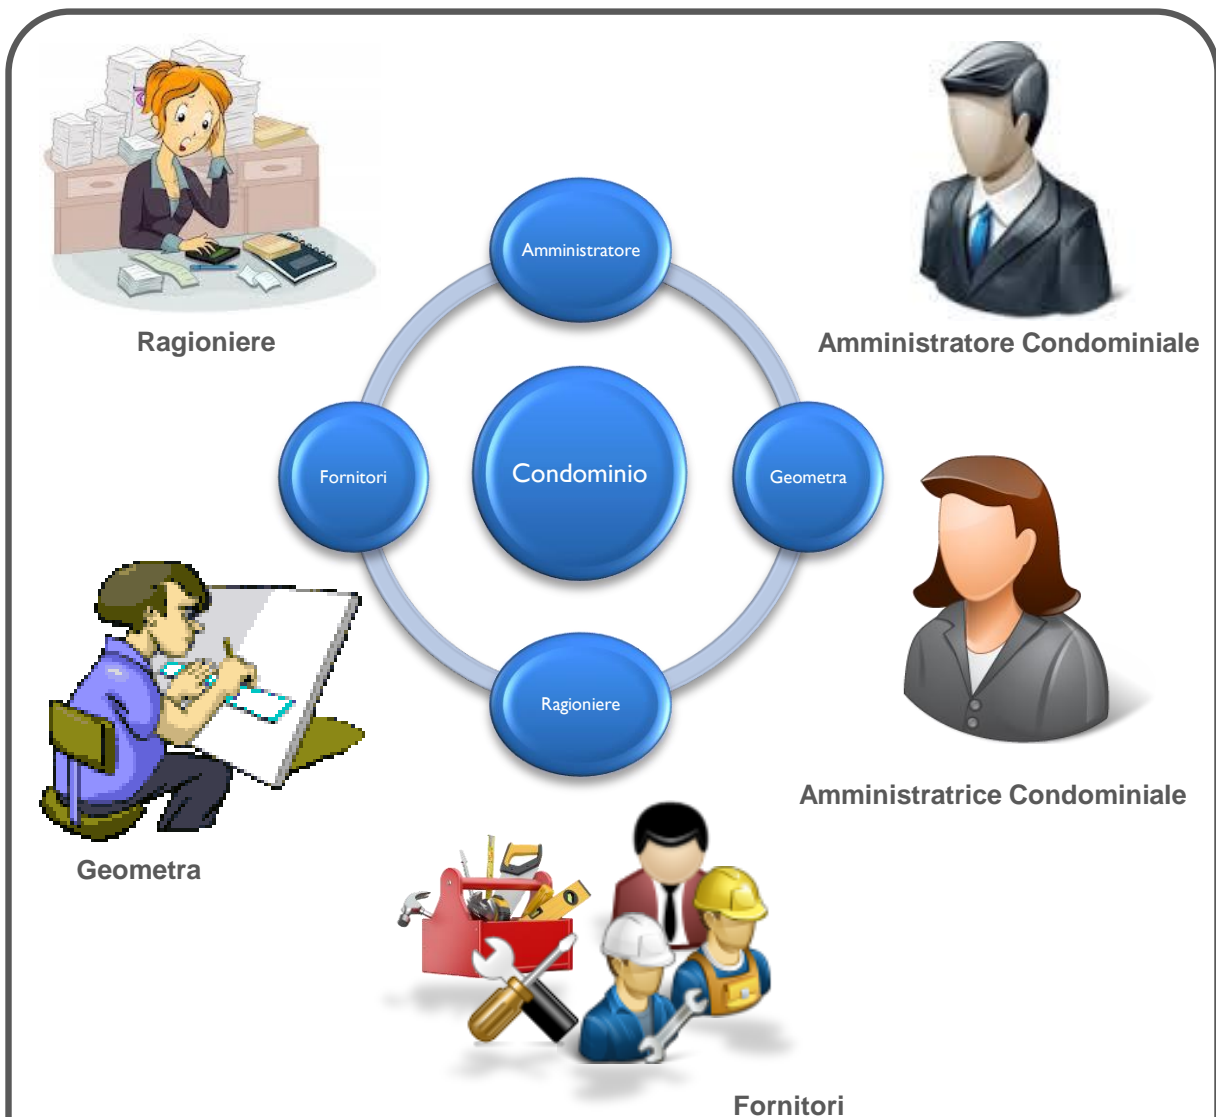 Amministratore
Ragioniere
Amministratore Condominiale
Fornitori
Condominio
Geometra
Ragioniere
Amministratrice Condominiale
Geometra
Fornitori